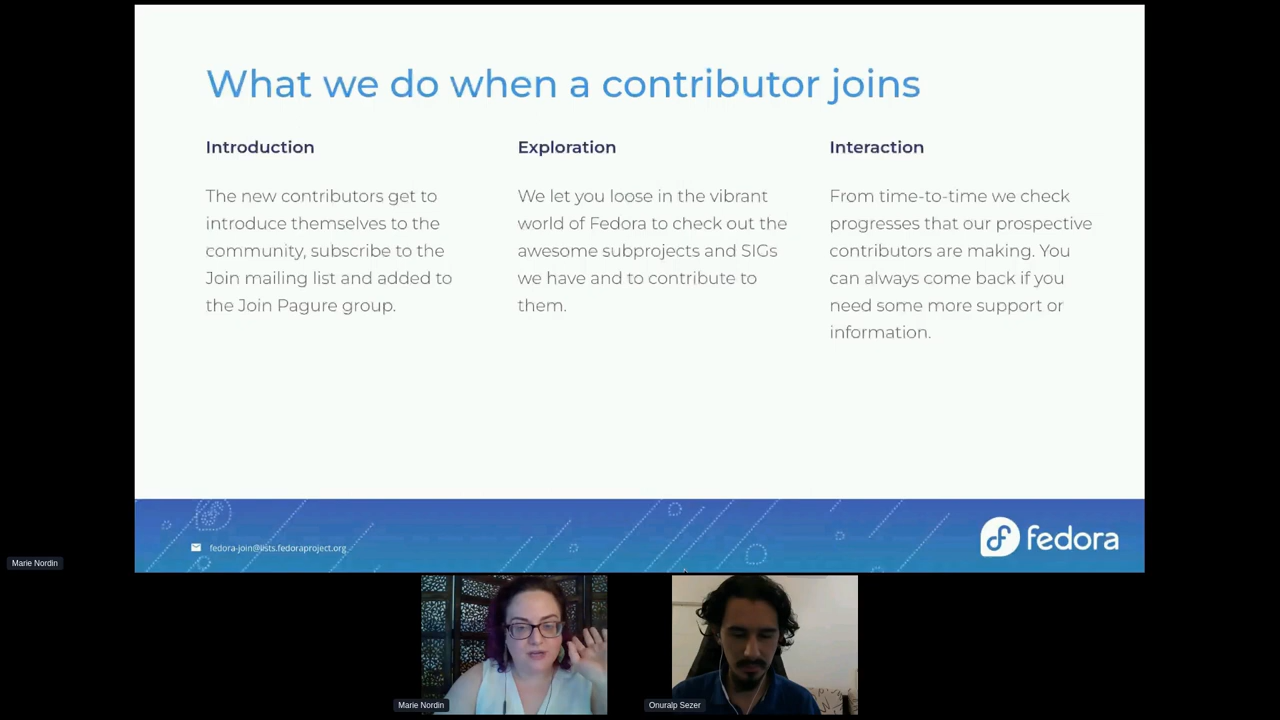 What we do when a contributor joins
Introduction
The new contributors get to
introduce themselves to the
community, subscribe to the
Join mailing list and added to
the Join Pagure group.
Exploration
We let you loose in the vibrant
world of Fedora to check out the
awesome subprojects and SIGs
we have and to contribute to
them.
Interaction
From time-to-time we check
progresses that our prospective
contributors are making. You
can always come back if you
need some more support or
information.
fedora-join@lists.fedoraproject.org
fedora
Marie Nordin
Marie Nordin
Onuralp Sezer